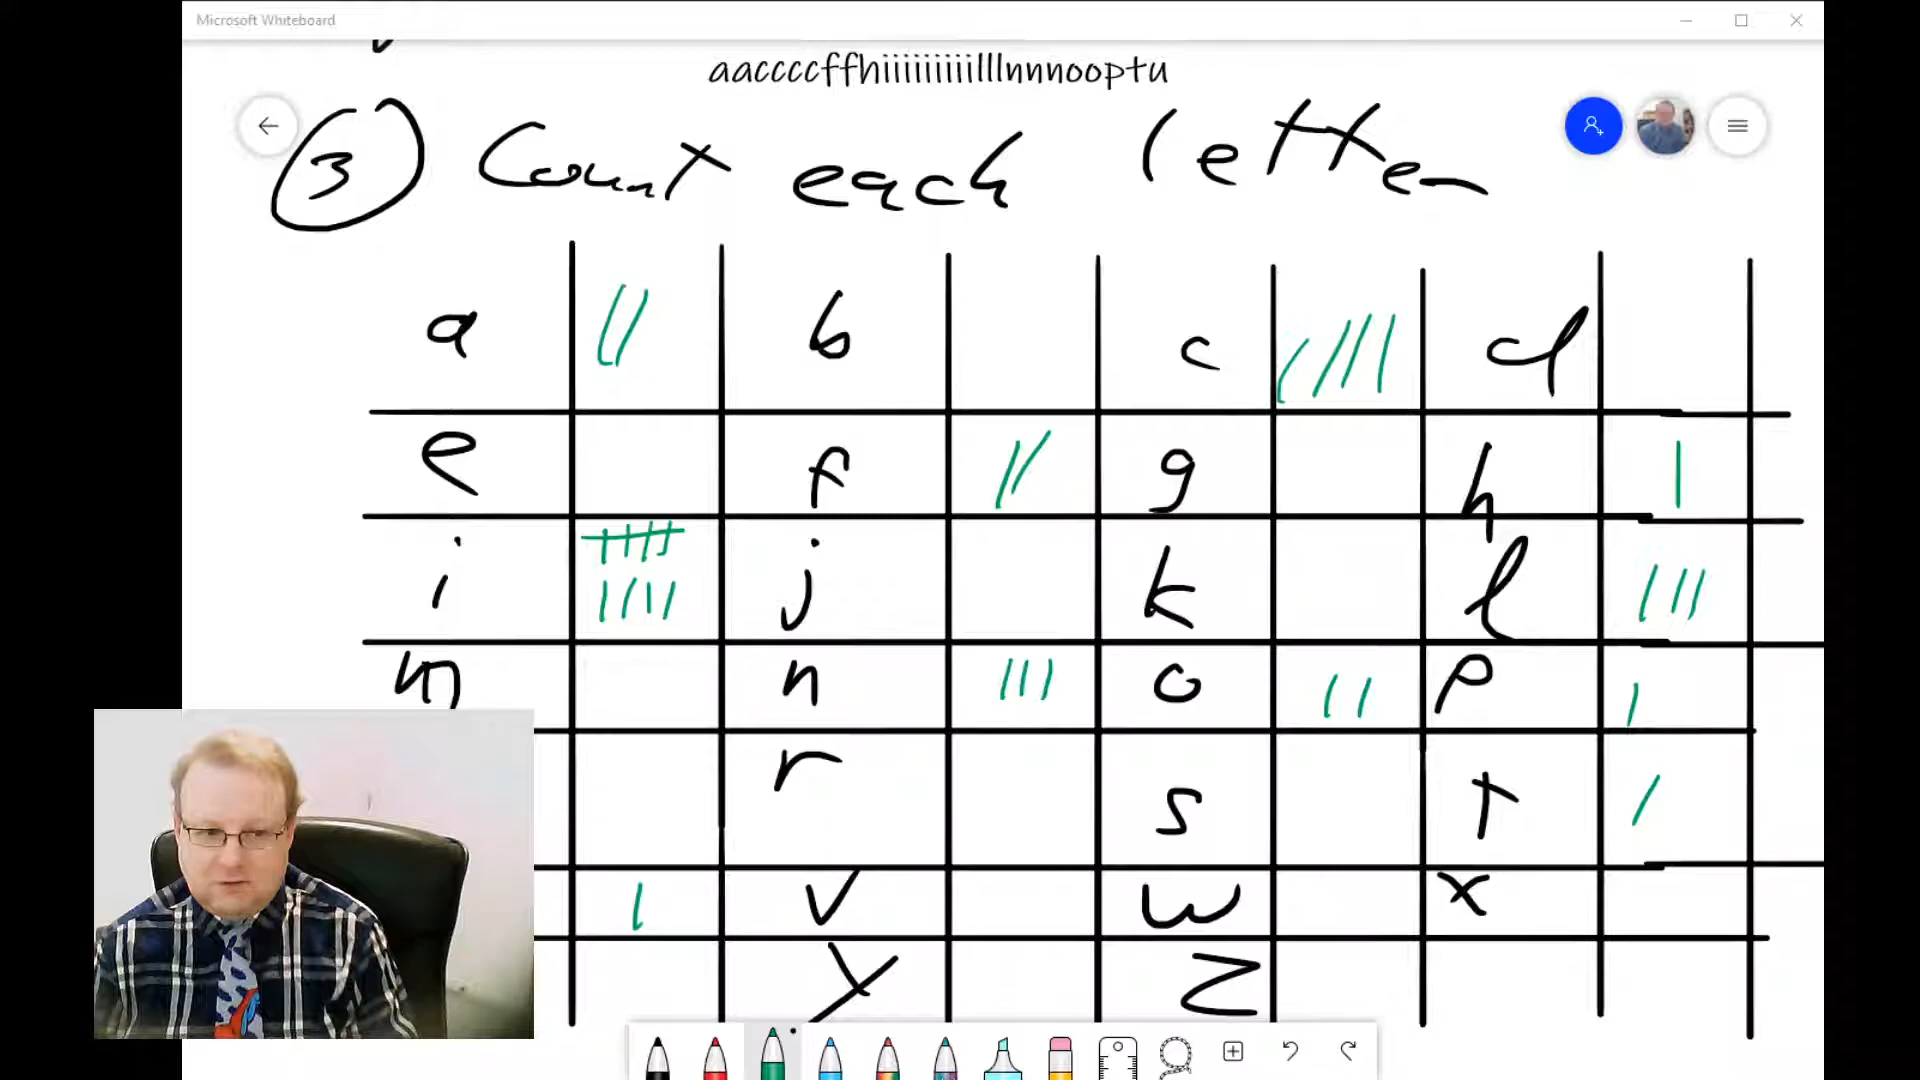 Microsoft Whiteboard
aaccccffhiiiiiiiiilllnnnooptu
3 Count each letter
a b c d
e f g h
i j k l
m n o p
r s t
v w x
y z